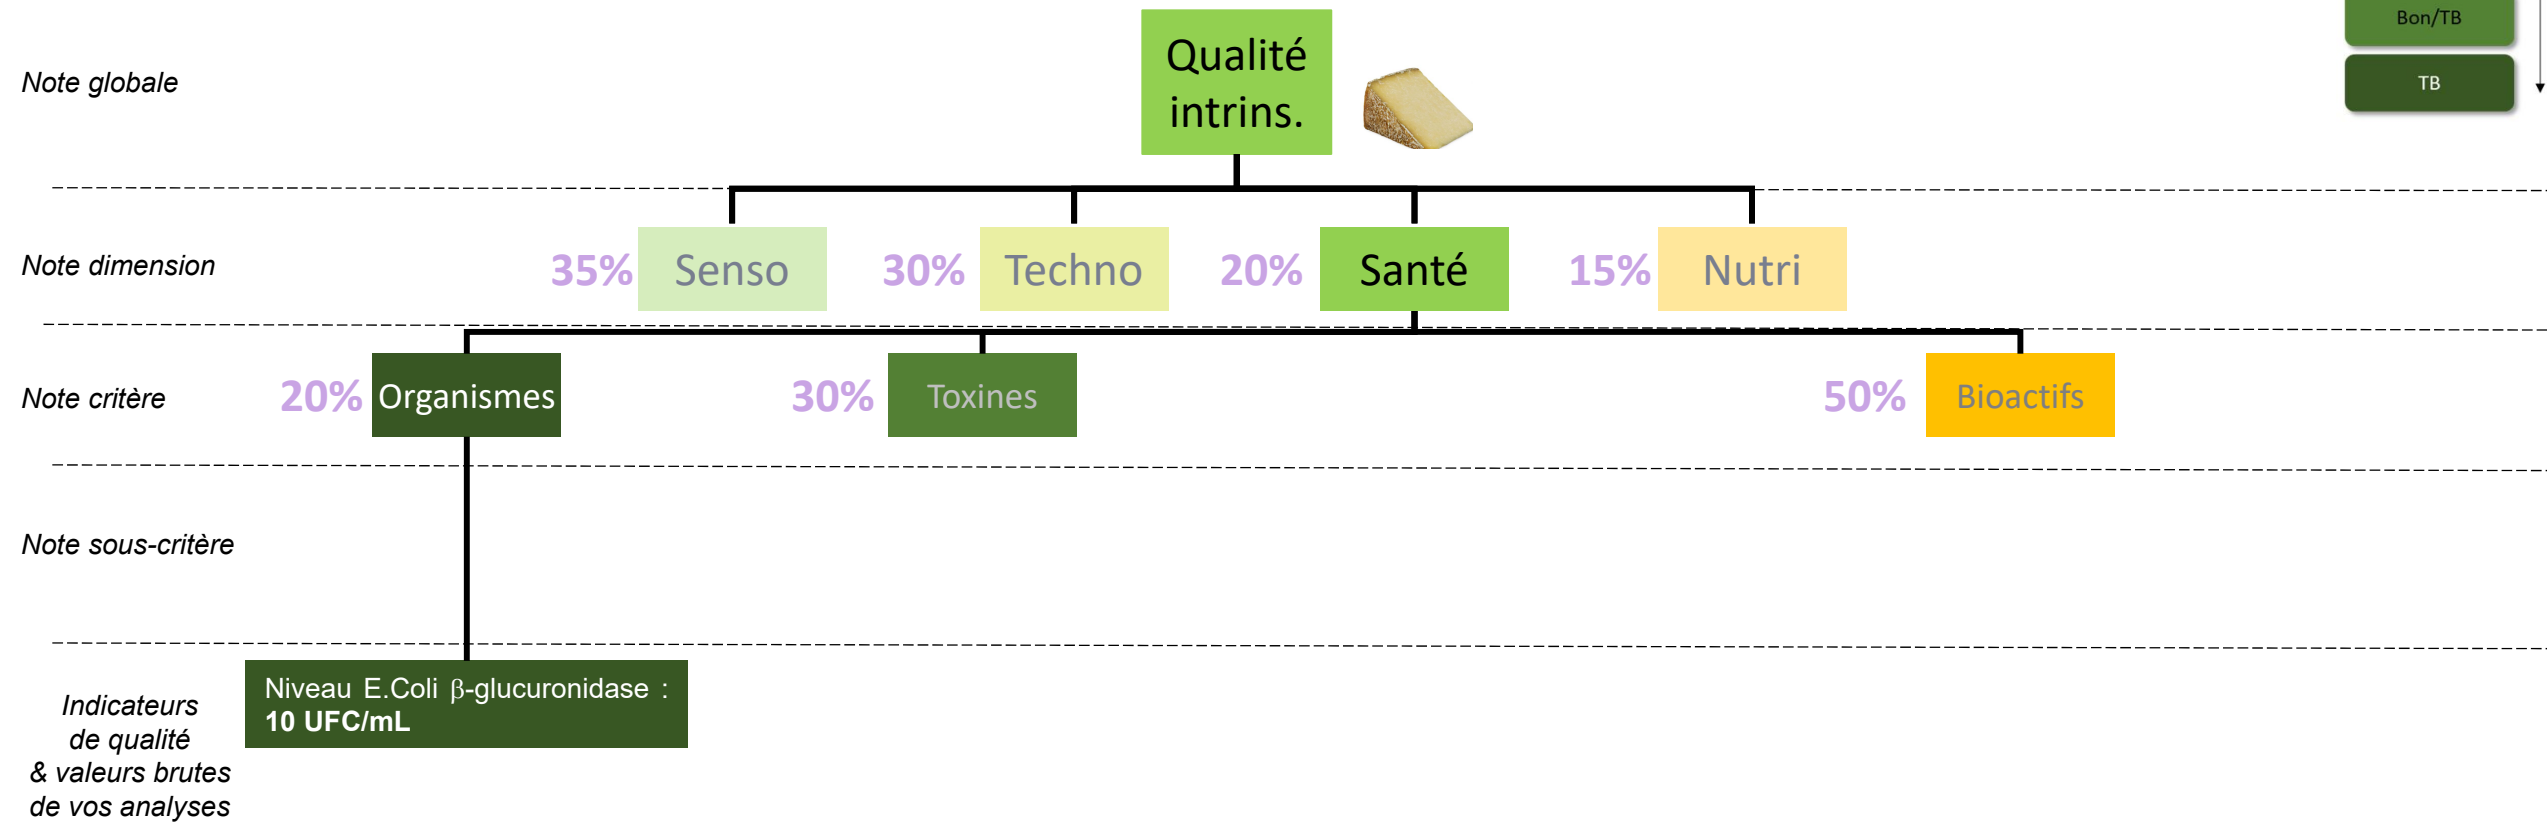 Bon/TB
TB
Note globale
Qualité
intrins.
Note dimension
35%
Senso
30%
Techno
20%
Santé
15%
Nutri
Note critère
20%
Organismes
30%
Toxines
50%
Bioactifs
Note sous-critère
Indicateurs
de qualité
& valeurs brutes
de vos analyses
Niveau E.Coli β-glucuronidase :
10 UFC/mL